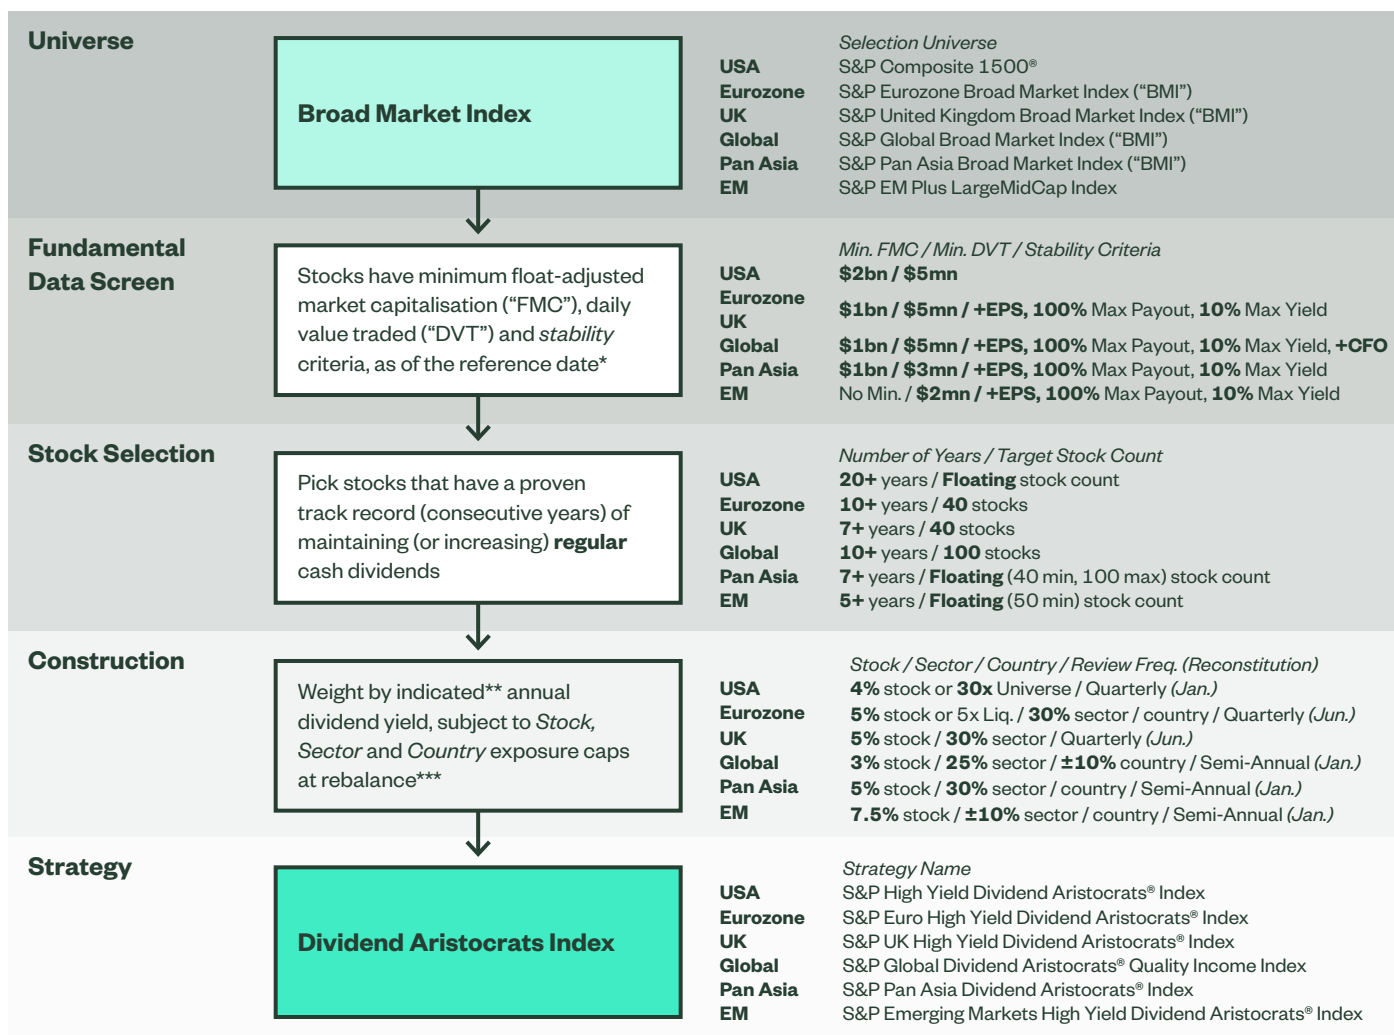 Universe
Broad Market Index
Selection Universe
USA S&P Composite 1500®
Eurozone S&P Eurozone Broad Market Index (“BMI”)
UK S&P United Kingdom Broad Market Index (“BMI”)
Global S&P Global Broad Market Index (“BMI”)
Pan Asia S&P Pan Asia Broad Market Index (“BMI”)
EM S&P EM Plus LargeMidCap Index
Fundamental
Data Screen
Stocks have minimum float-adjusted
market capitalisation (“FMC”), daily
value traded (“DVT”) and stability
criteria, as of the reference date*
Min. FMC / Min. DVT / Stability Criteria
USA $2bn / $5mn
Eurozone
UK
$1bn / $5mn / +EPS, 100% Max Payout, 10% Max Yield
Global $1bn / $5mn / +EPS, 100% Max Payout, 10% Max Yield, +CFO
Pan Asia $1bn / $3mn / +EPS, 100% Max Payout, 10% Max Yield
EM No Min. / $2mn / +EPS, 100% Max Payout, 10% Max Yield
Stock Selection
Pick stocks that have a proven
track record (consecutive years) of
maintaining (or increasing) regular
cash dividends
Number of Years / Target Stock Count
USA 20+ years / Floating stock count
Eurozone 10+ years / 40 stocks
UK 7+ years / 40 stocks
Global 10+ years / 100 stocks
Pan Asia 7+ years / Floating (40 min, 100 max) stock count
EM 5+ years / Floating (50 min) stock count
Construction
Weight by indicated** annual
dividend yield, subject to Stock,
Sector and Country exposure caps
at rebalance***
Stock / Sector / Country / Review Freq. (Reconstitution)
USA 4% stock or 30x Universe / Quarterly (Jan.)
Eurozone 5% stock or 5x Liq. / 30% sector / country / Quarterly (Jun.)
UK 5% stock / 30% sector / Quarterly (Jun.)
Global 3% stock / 25% sector / ±10% country / Semi-Annual (Jan.)
Pan Asia 5% stock / 30% sector / country / Semi-Annual (Jan.)
EM 7.5% stock / ±10% sector / country / Semi-Annual (Jan.)
Strategy
Dividend Aristocrats Index
Strategy Name
USA S&P High Yield Dividend Aristocrats® Index
Eurozone S&P Euro High Yield Dividend Aristocrats® Index
UK S&P UK High Yield Dividend Aristocrats® Index
Global S&P Global Dividend Aristocrats® Quality Income Index
Pan Asia S&P Pan Asia Dividend Aristocrats® Index
EM S&P Emerging Markets High Yield Dividend Aristocrats® Index